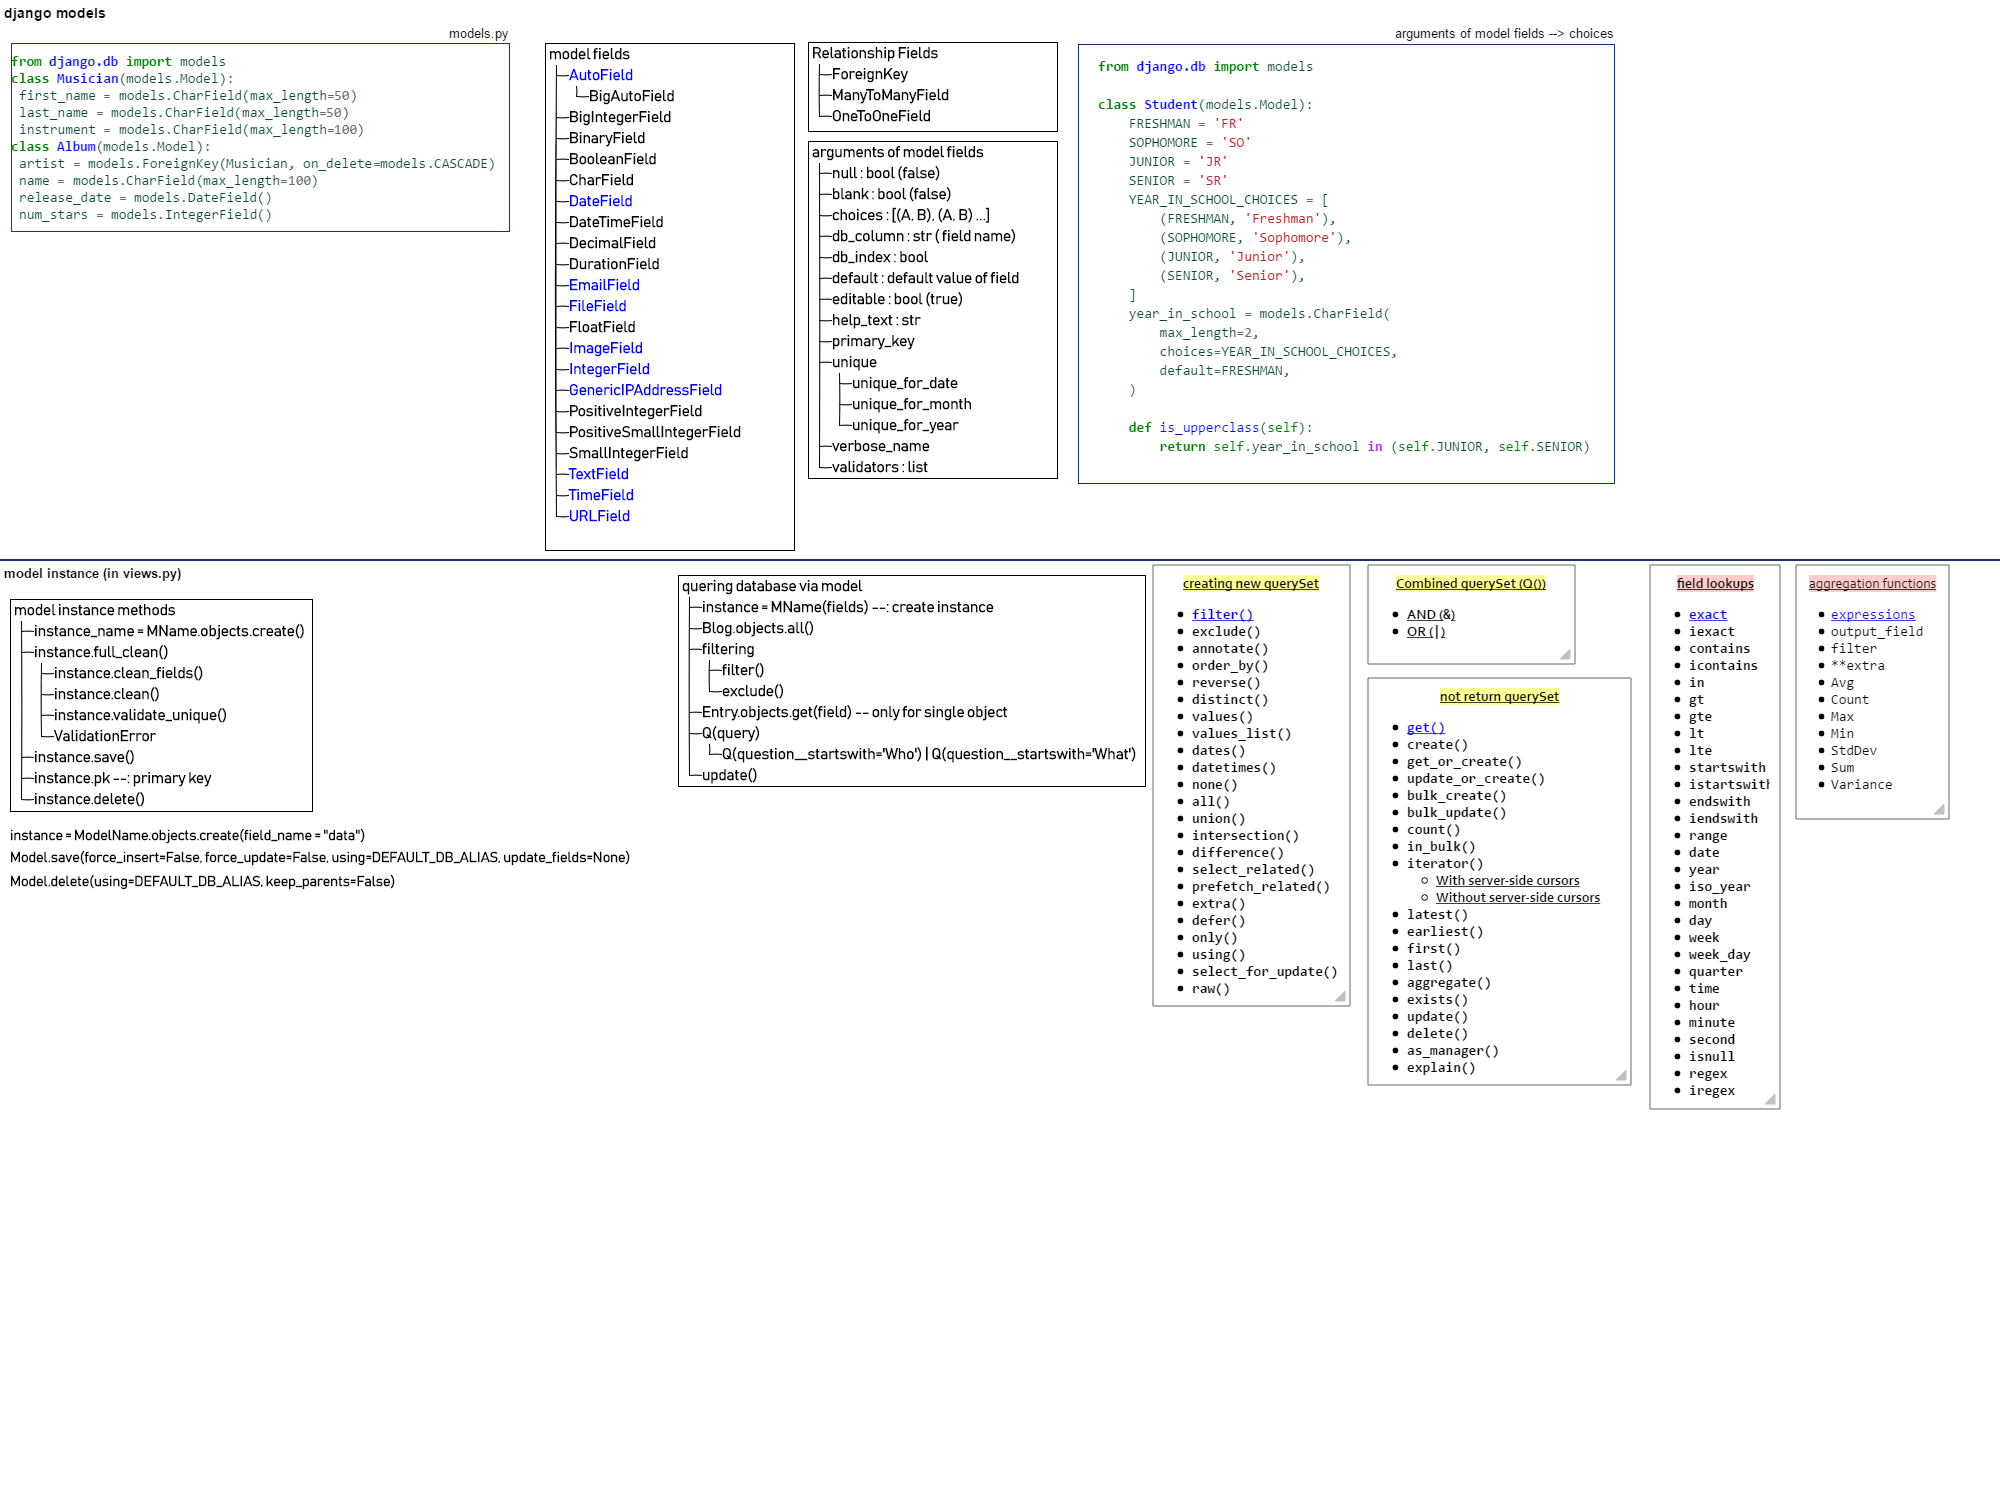 django models
models.py
from django.db import models
class Musician(models.Model):
first_name = models.CharField(max_length=50)
last_name = models.CharField(max_length=50)
instrument = models.CharField(max_length=100)
class Album(models.Model):
artist = models.ForeignKey(Musician, on_delete=models.CASCADE)
name = models.CharField(max_length=100)
release_date = models.DateField()
num_stars = models.IntegerField()
model fields
AutoField
BigAutoField
BigIntegerField
BinaryField
BooleanField
CharField
DateField
DateTimeField
DecimalField
DurationField
EmailField
FileField
FloatField
ImageField
IntegerField
GenericIPAddressField
PositiveIntegerField
PositiveSmallIntegerField
SmallIntegerField
TextField
TimeField
URLField
Relationship Fields
ForeignKey
ManyToManyField
OneToOneField
arguments of model fields
null : bool (false)
blank : bool (false)
choices : [(A, B), (A, B) ...]
db_column : str ( field name)
db_index : bool
default : default value of field
editable : bool (true)
help_text : str
primary_key
unique
unique_for_date
unique_for_month
unique_for_year
verbose_name
validators : list
arguments of model fields --> choices
from django.db import models
class Student(models.Model):
FRESHMAN = 'FR'
SOPHOMORE = 'SO'
JUNIOR = 'JR'
SENIOR = 'SR'
YEAR_IN_SCHOOL_CHOICES = [
(FRESHMAN, 'Freshman'),
(SOPHOMORE, 'Sophomore'),
(JUNIOR, 'Junior'),
(SENIOR, 'Senior'),
]
year_in_school = models.CharField(
max_length=2,
choices=YEAR_IN_SCHOOL_CHOICES,
default=FRESHMAN,
)
def is_upperclass(self):
return self.year_in_school in (self.JUNIOR, self.SENIOR)
model instance (in views.py)
model instance methods
instance_name = MName.objects.create()
instance.full_clean()
instance.clean_fields()
instance.clean()
instance.validate_unique()
ValidationError
instance.save()
instance.pk --: primary key
instance.delete()
instance = ModelName.objects.create(field_name = "data")
Model.save(force_insert=False, force_update=False, using=DEFAULT_DB_ALIAS, update_fields=None)
Model.delete(using=DEFAULT_DB_ALIAS, keep_parents=False)
quering database via model
instance = MName(fields) --: create instance
Blog.objects.all()
filtering
filter()
exclude()
Entry.objects.get(field) -- only for single object
Q(query)
Q(question__startswith='Who') | Q(question__startswith='What')
update()
creating new querySet
filter()
exclude()
annotate()
order_by()
reverse()
distinct()
values()
values_list()
dates()
datetimes()
none()
all()
union()
intersection()
difference()
select_related()
prefetch_related()
extra()
defer()
only()
using()
select_for_update()
raw()
Combined querySet (Q())
AND (&)
OR (|)
not return querySet
get()
create()
get_or_create()
update_or_create()
bulk_create()
bulk_update()
count()
in_bulk()
iterator()
With server-side cursors
Without server-side cursors
latest()
earliest()
first()
last()
aggregate()
exists()
update()
delete()
as_manager()
explain()
field lookups
exact
iexact
contains
icontains
in
gt
gte
lt
lte
startswith
istartswith
endswith
iendswith
range
date
year
iso_year
month
day
week
week_day
quarter
time
hour
minute
second
isnull
regex
iregex
aggregation functions
expressions
output_field
filter
**extra
Avg
Count
Max
Min
StdDev
Sum
Variance